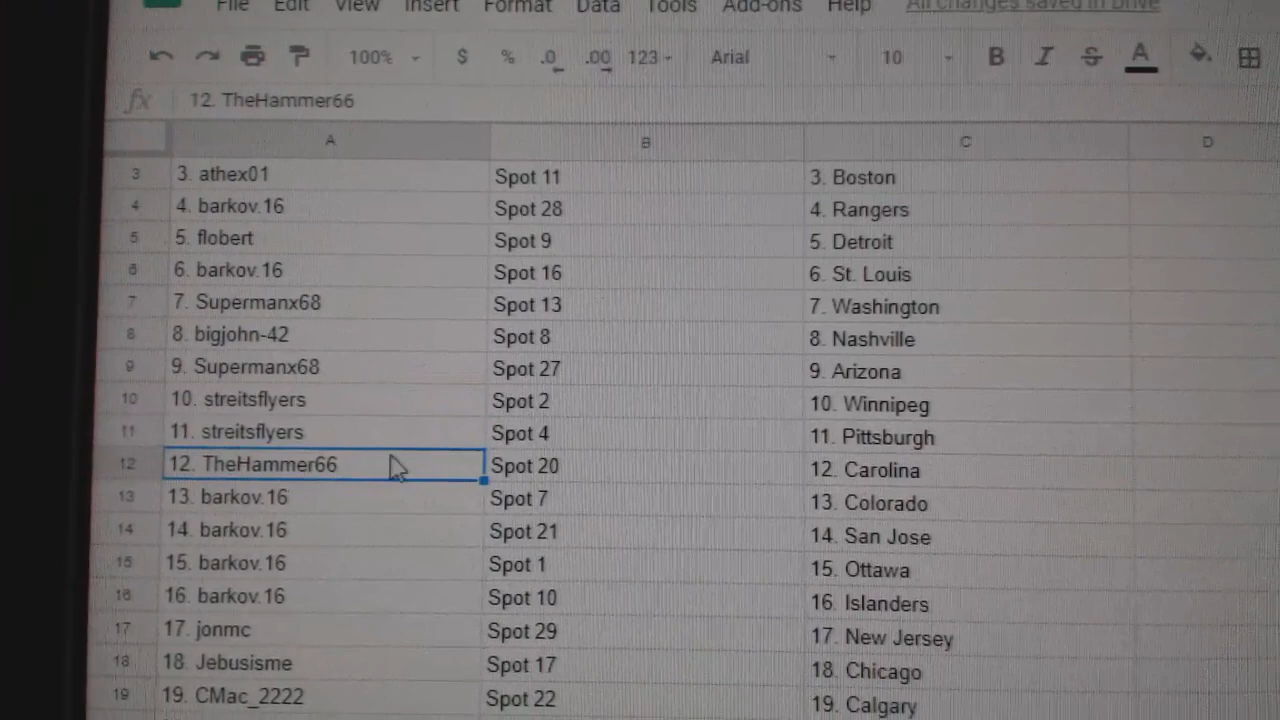 File Edit View Insert Format Data Tools Add-ons Help All changes saved in Drive
100% $ % .0 .00 123 Arial 10 B I S A
fx 12. TheHammer66
A B C D
3 3. athex01 Spot 11 3. Boston
4 4. barkov.16 Spot 28 4. Rangers
5 5. flobert Spot 9 5. Detroit
6 6. barkov.16 Spot 16 6. St. Louis
7 7. Supermanx68 Spot 13 7. Washington
8 8. bigjohn-42 Spot 8 8. Nashville
9 9. Supermanx68 Spot 27 9. Arizona
10 10. streitsflyers Spot 2 10. Winnipeg
11 11. streitsflyers Spot 4 11. Pittsburgh
12 12. TheHammer66 Spot 20 12. Carolina
13 13. barkov.16 Spot 7 13. Colorado
14 14. barkov.16 Spot 21 14. San Jose
15 15. barkov.16 Spot 1 15. Ottawa
16 16. barkov.16 Spot 10 16. Islanders
17 17. jonmc Spot 29 17. New Jersey
18 18. Jebusisme Spot 17 18. Chicago
19 19. CMac_2222 Spot 22 19. Calgary